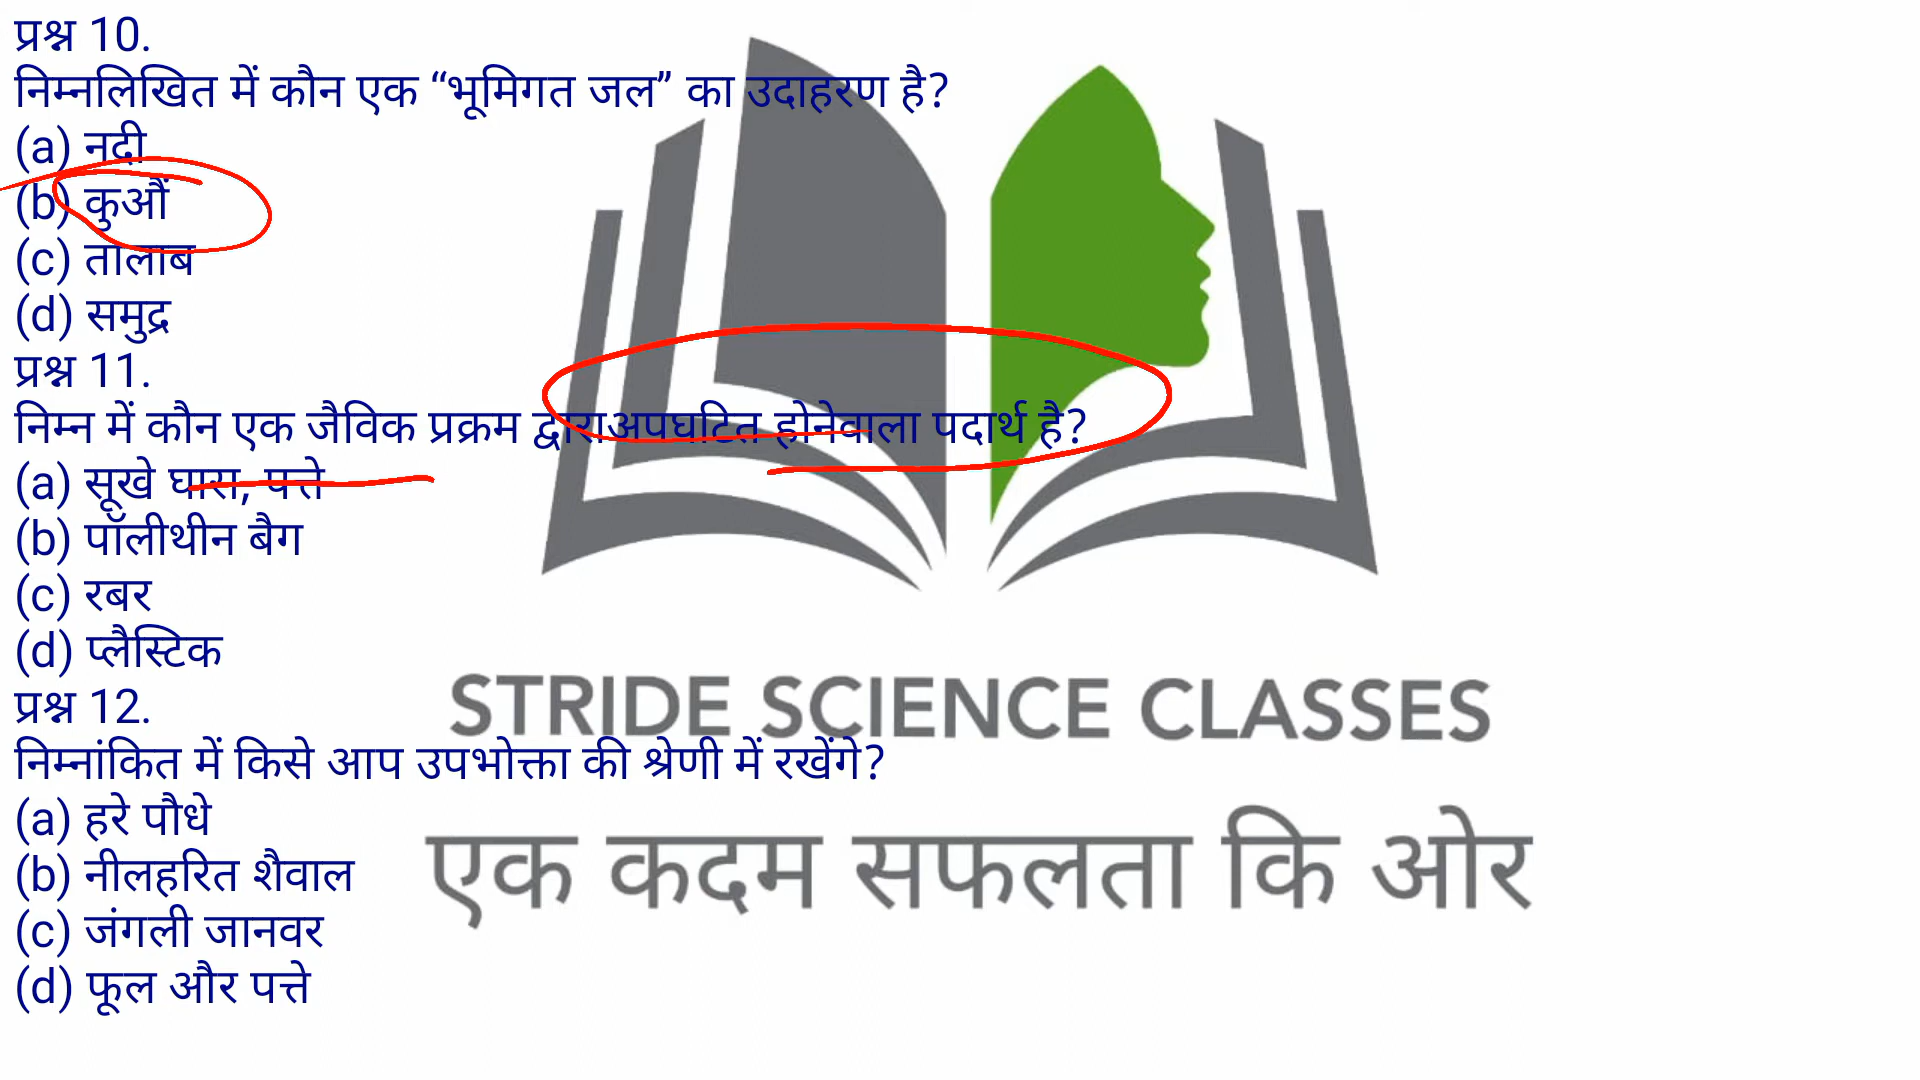 प्रश्न 10.
निम्नलिखित में कौन एक “भूमिगत जल” का उदाहरण है?
(a) नदी
(b) कुओं
(c) तालाब
(d) समुद्र
प्रश्न 11.
निम्न में कौन एक जैविक प्रक्रम द्वाराअपघटित होनेवाला पदार्थ है?
(a) सूखे घास, पत्ते
(b) पॉलीथीन बैग
(c) रबर
(d) प्लैस्टिक
STRIDE SCIENCE CLASSES
प्रश्न 12.
निम्नांकित में किसे आप उपभोक्ता की श्रेणी में रखेंगे?
(a) हरे पौधे
(b) नीलहरित शैवाल
एक कदम सफलता कि ओर
(c) जंगली जानवर
(d) फूल और पत्ते